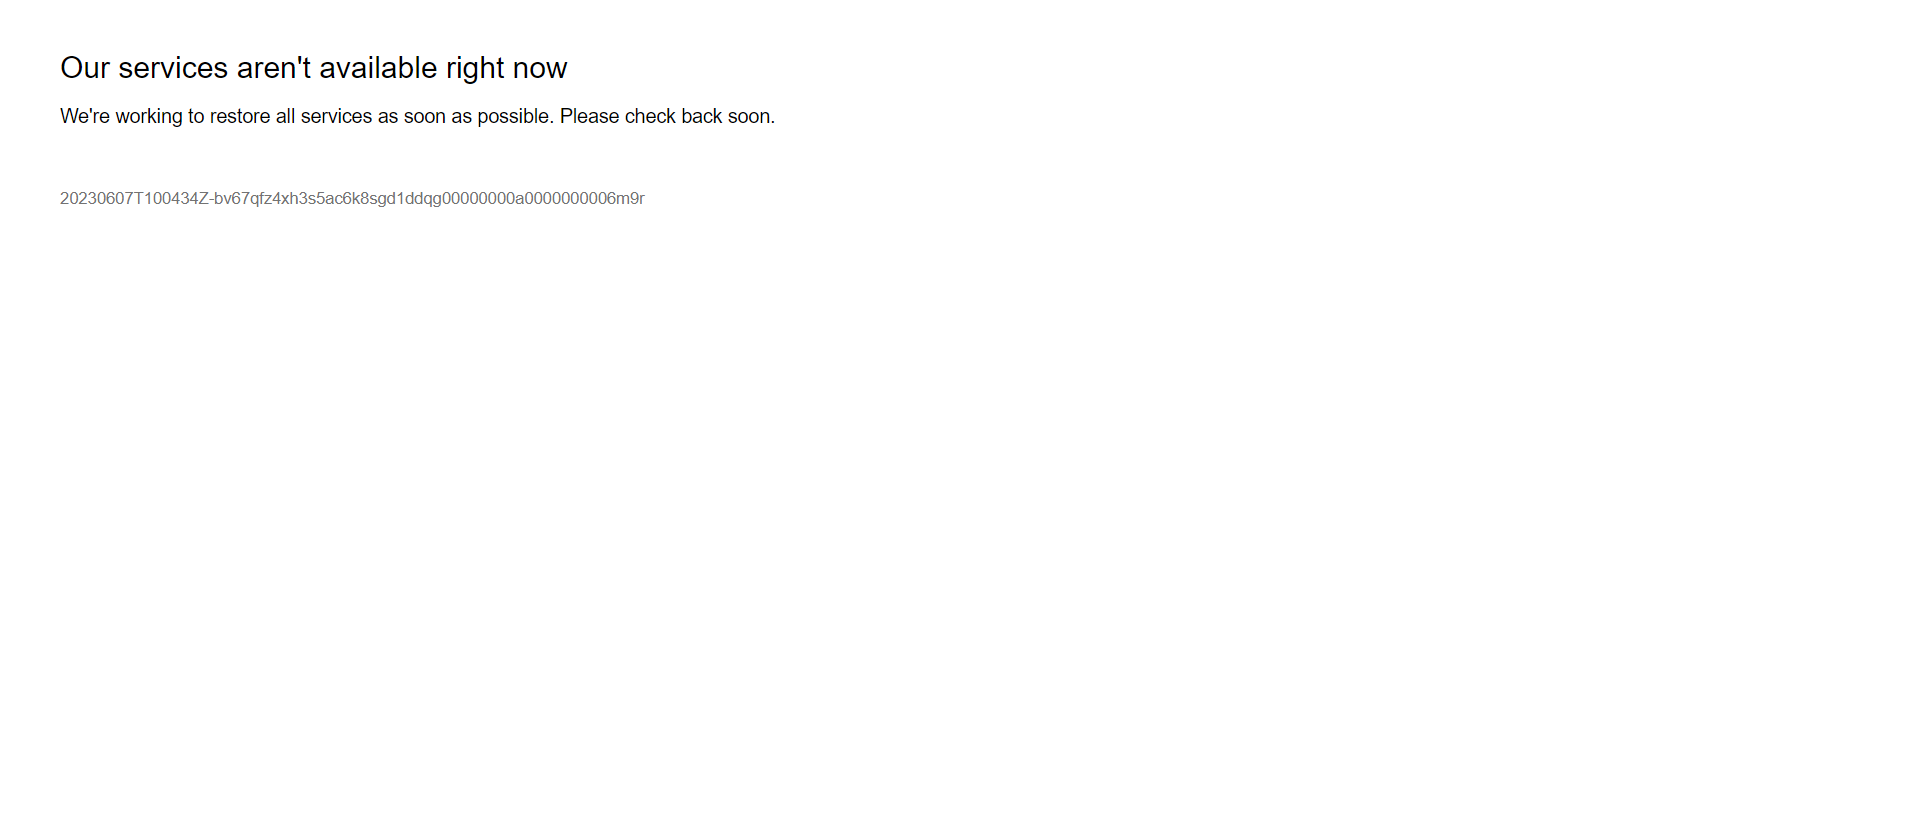 Our services aren't available right now
We're working to restore all services as soon as possible. Please check back soon.
20230607T100434Z-bv67qfz4xh3s5ac6k8sgd1ddqg00000000a0000000006m9r